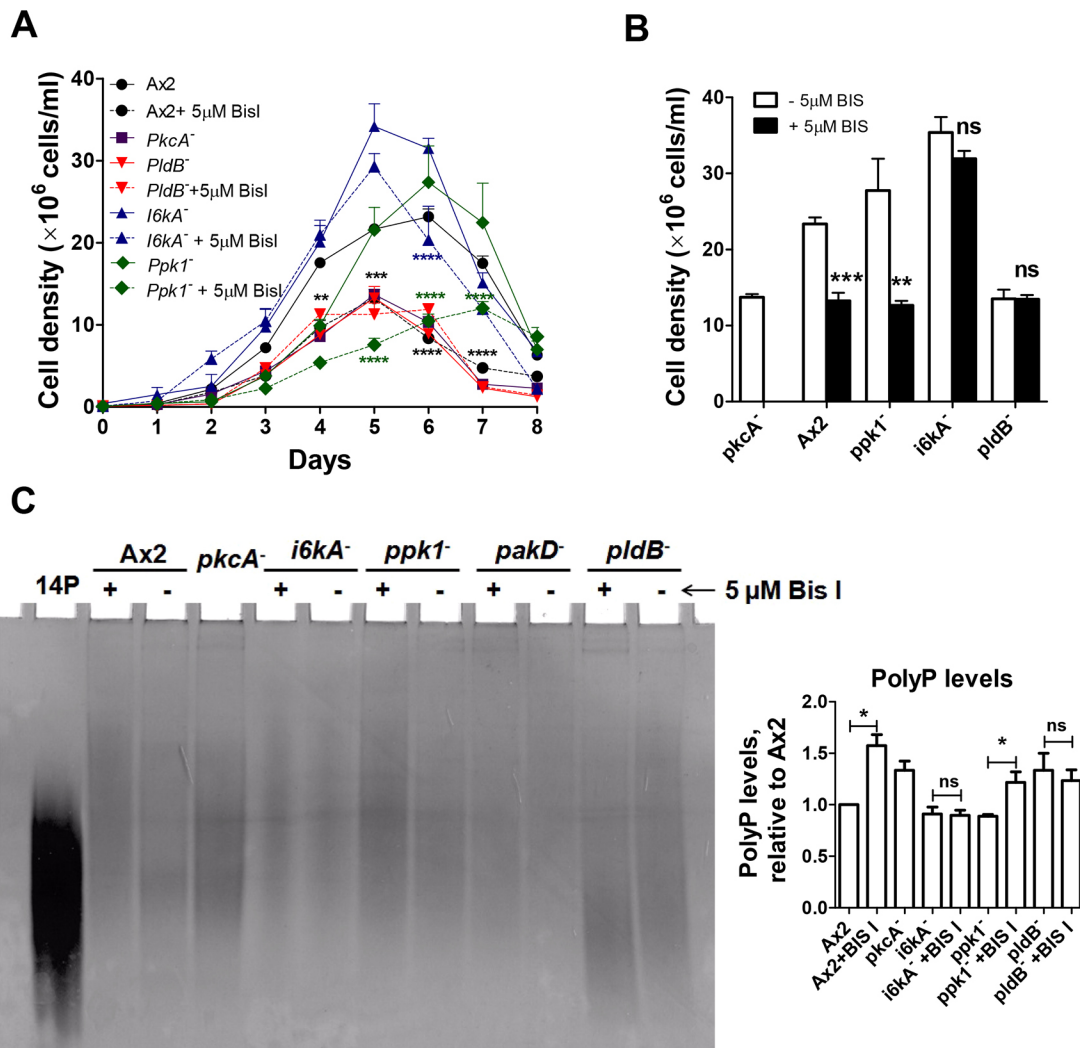 A
Cell density (×10⁶ cells/ml)
40
30
20
10
0
0 1 2 3 4 5 6 7 8
Days
Ax2
Ax2+ 5μM BisI
PkcA⁻
PldB⁻
PldB⁻+5μM BisI
I6kA⁻
I6kA⁻ + 5μM BisI
Ppk1⁻
Ppk1⁻ + 5μM BisI
**
***
****
****
****
****
****
****
B
Cell density (×10⁶ cells/ml)
40
30
20
10
0
- 5μM BIS
+ 5μM BIS
***
**
ns
ns
pkcA⁻
Ax2
ppk1⁻
i6kA⁻
pldB⁻
C
14P
Ax2
pkcA⁻
i6kA⁻
ppk1⁻
pakD⁻
pldB⁻
+ - + - + - + - + - ← 5 μM Bis I
PolyP levels
PolyP levels,
relative to Ax2
2.0
1.5
1.0
0.5
0.0
*
ns
*
ns
Ax2
Ax2+BIS I
pkcA⁻
i6kA⁻
i6kA⁻ +BIS I
ppk1⁻
ppk1⁻ +BIS I
pldB⁻
pldB⁻ +BIS I